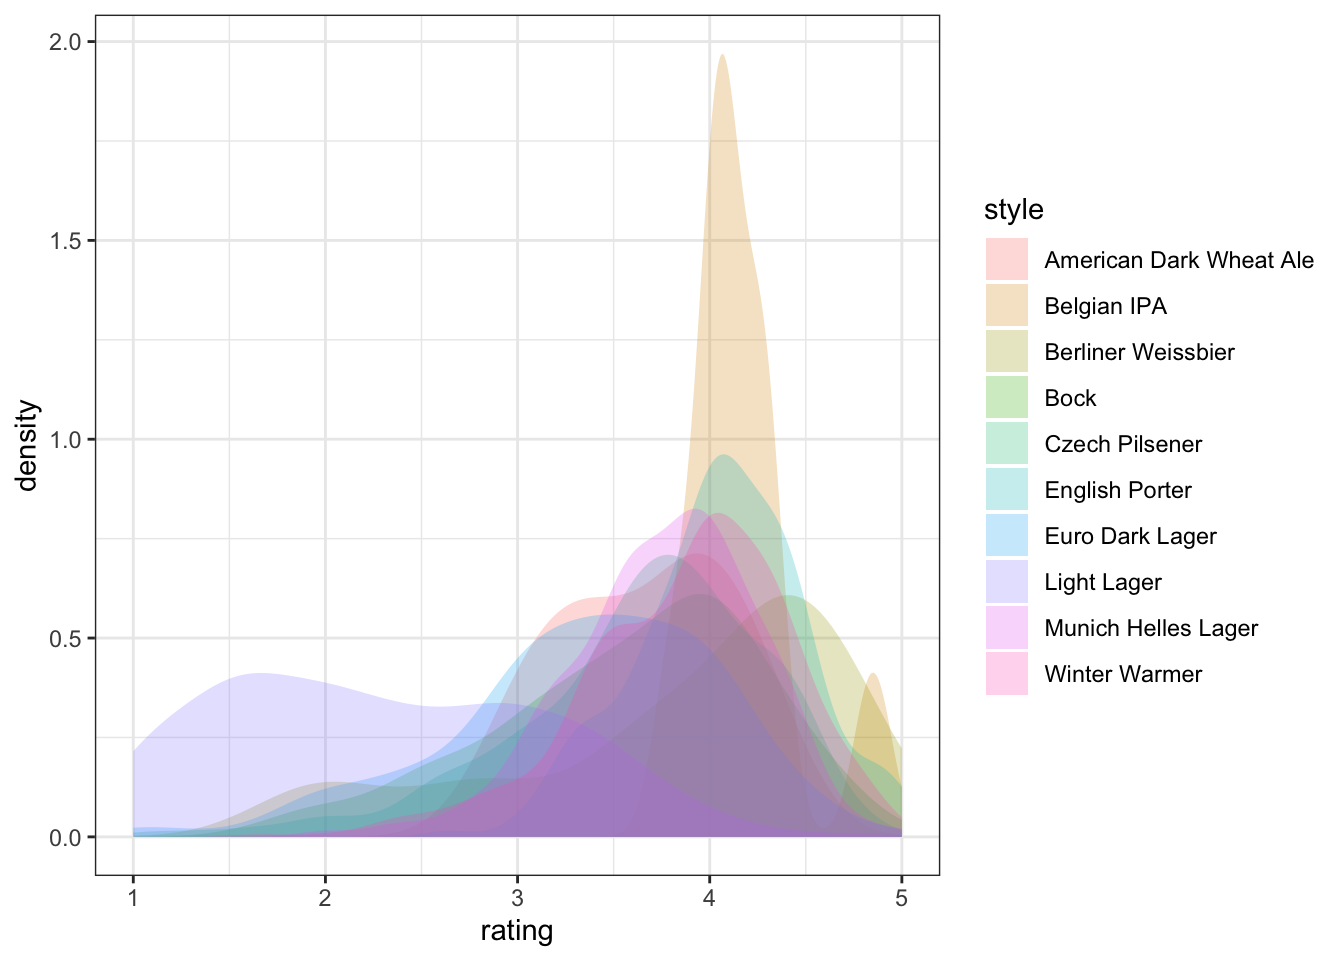 2.0
1.5
1.0
0.5
0.0
density
1 2 3 4 5
rating
style
American Dark Wheat Ale
Belgian IPA
Berliner Weissbier
Bock
Czech Pilsener
English Porter
Euro Dark Lager
Light Lager
Munich Helles Lager
Winter Warmer